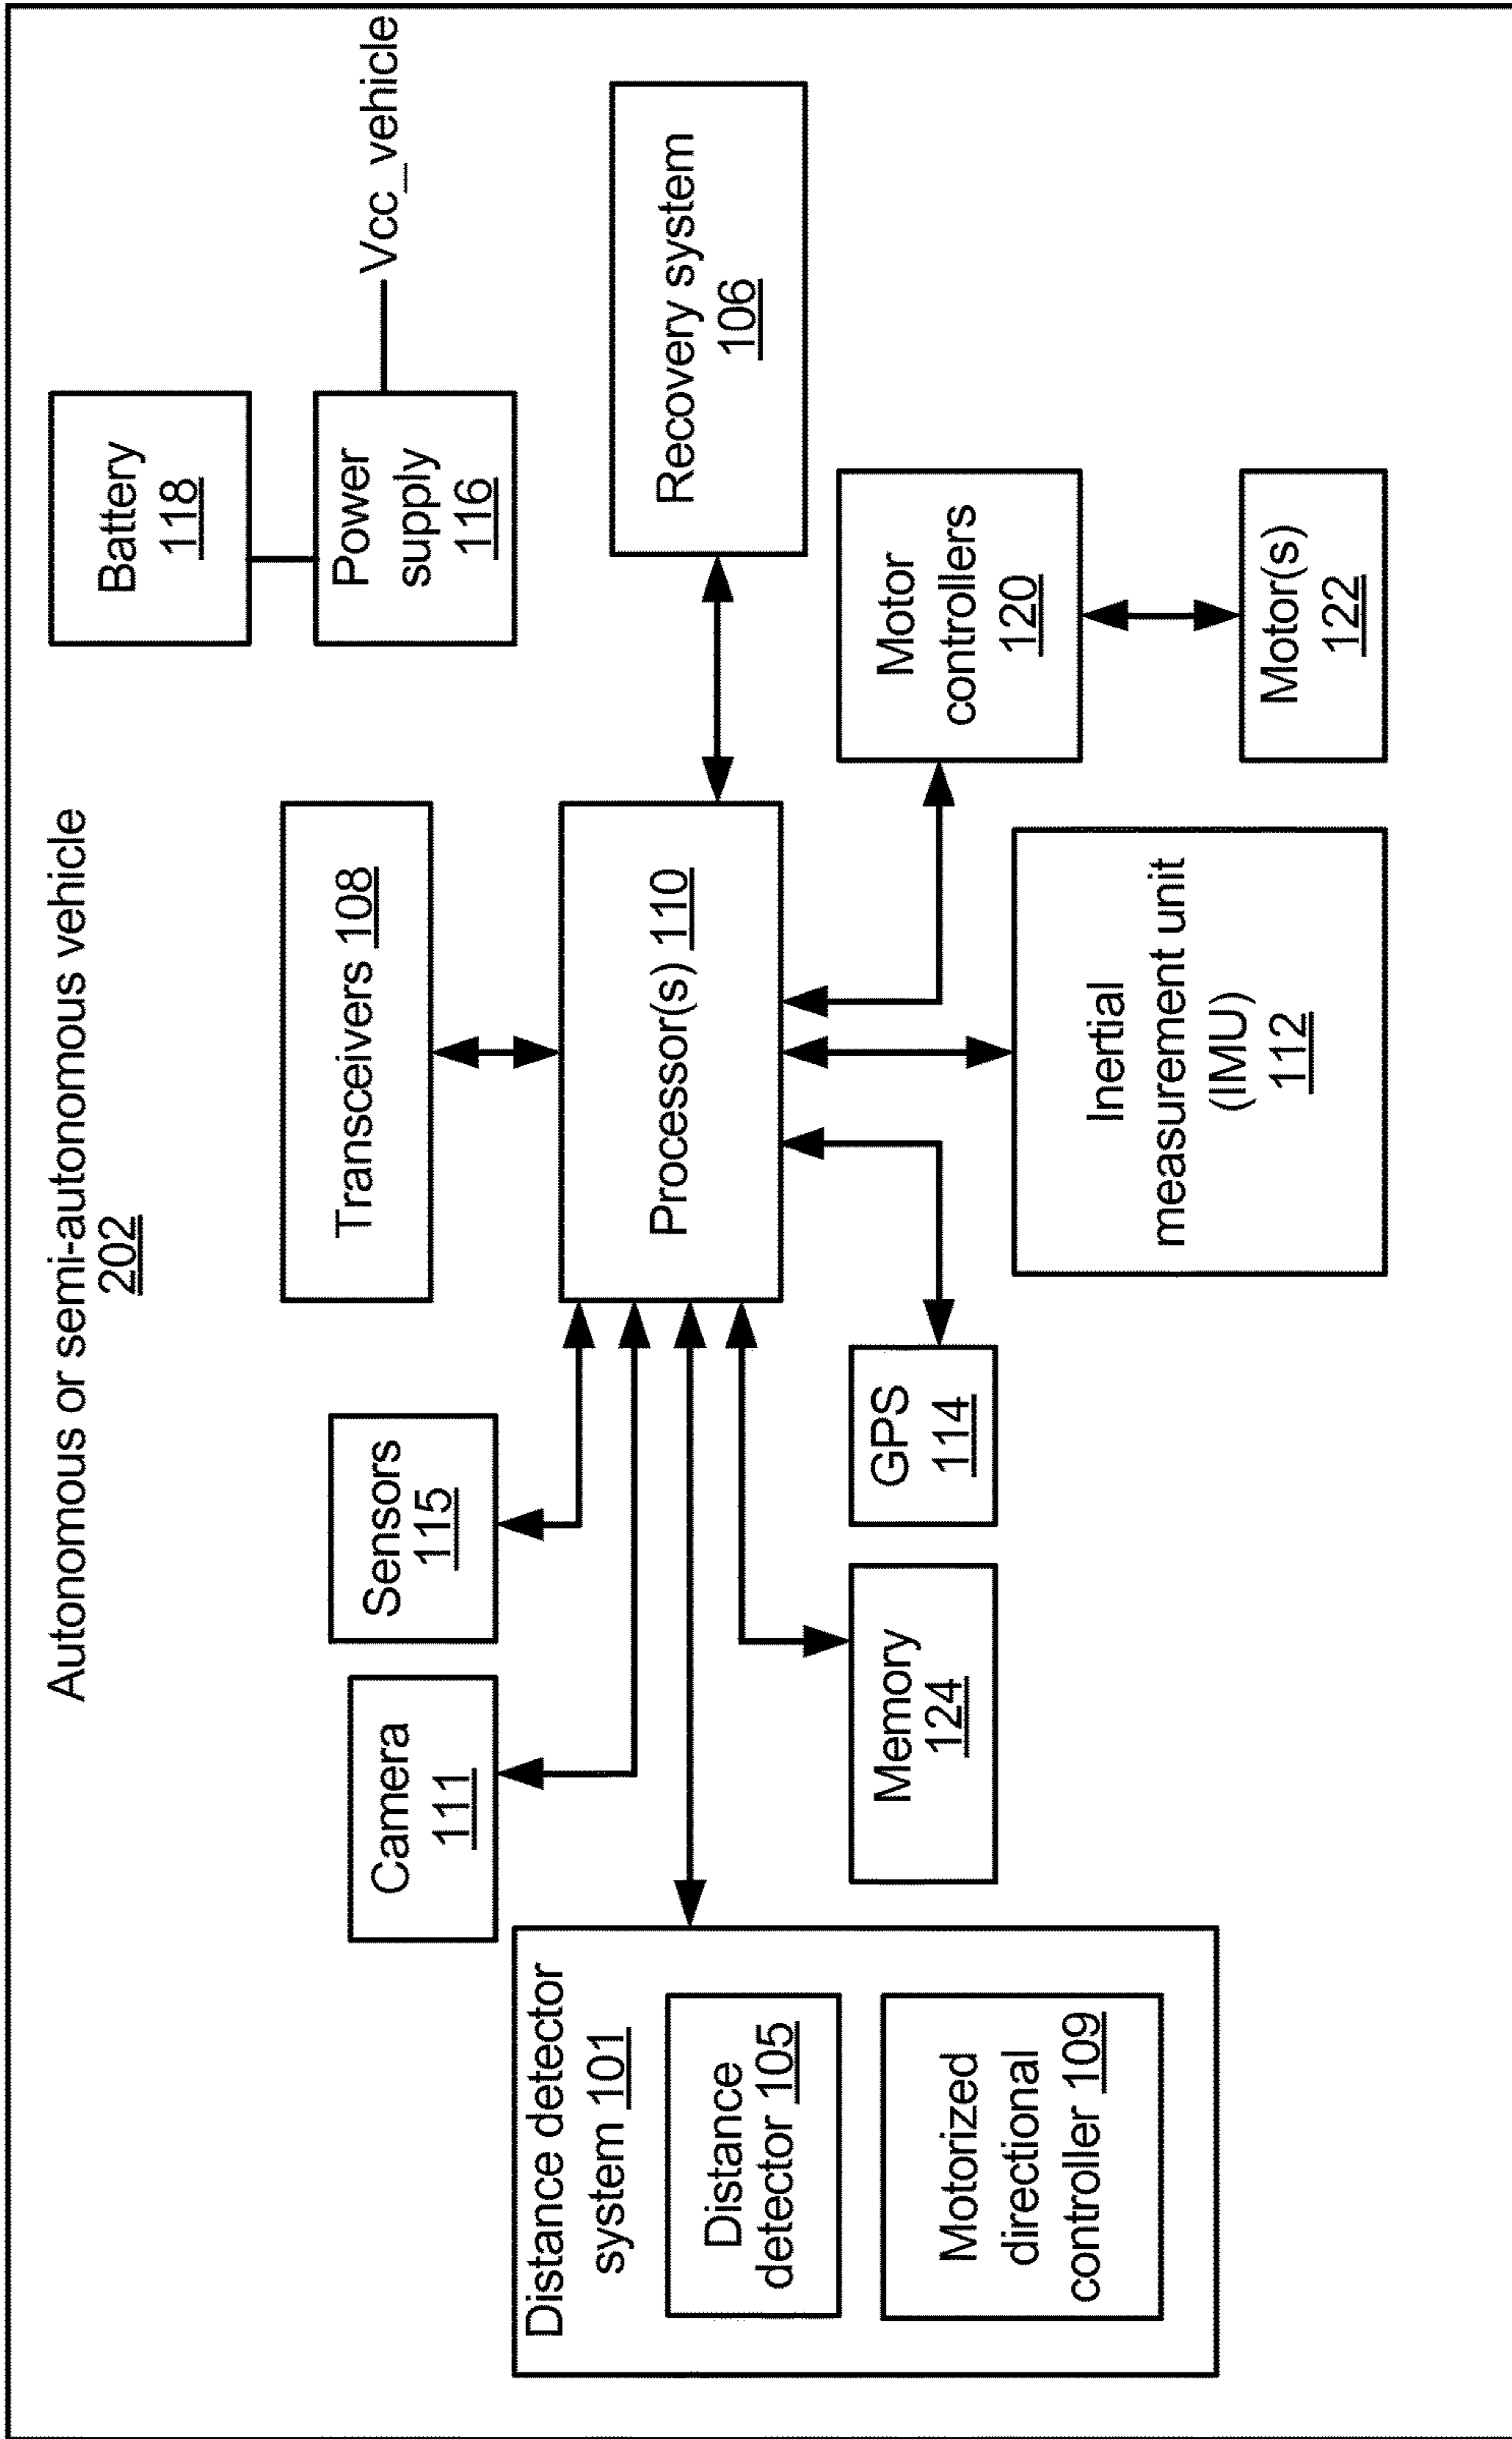 Autonomous or semi-autonomous vehicle
202
Battery
118
Power
supply
116
Vcc_vehicle
Transceivers 108
Sensors
115
Camera
111
Distance detector
system 101
Distance
detector 105
Motorized
directional
controller 109
Processor(s) 110
Recovery system
106
Memory
124
GPS
114
Inertial
measurement unit
(IMU)
112
Motor
controllers
120
Motor(s)
122